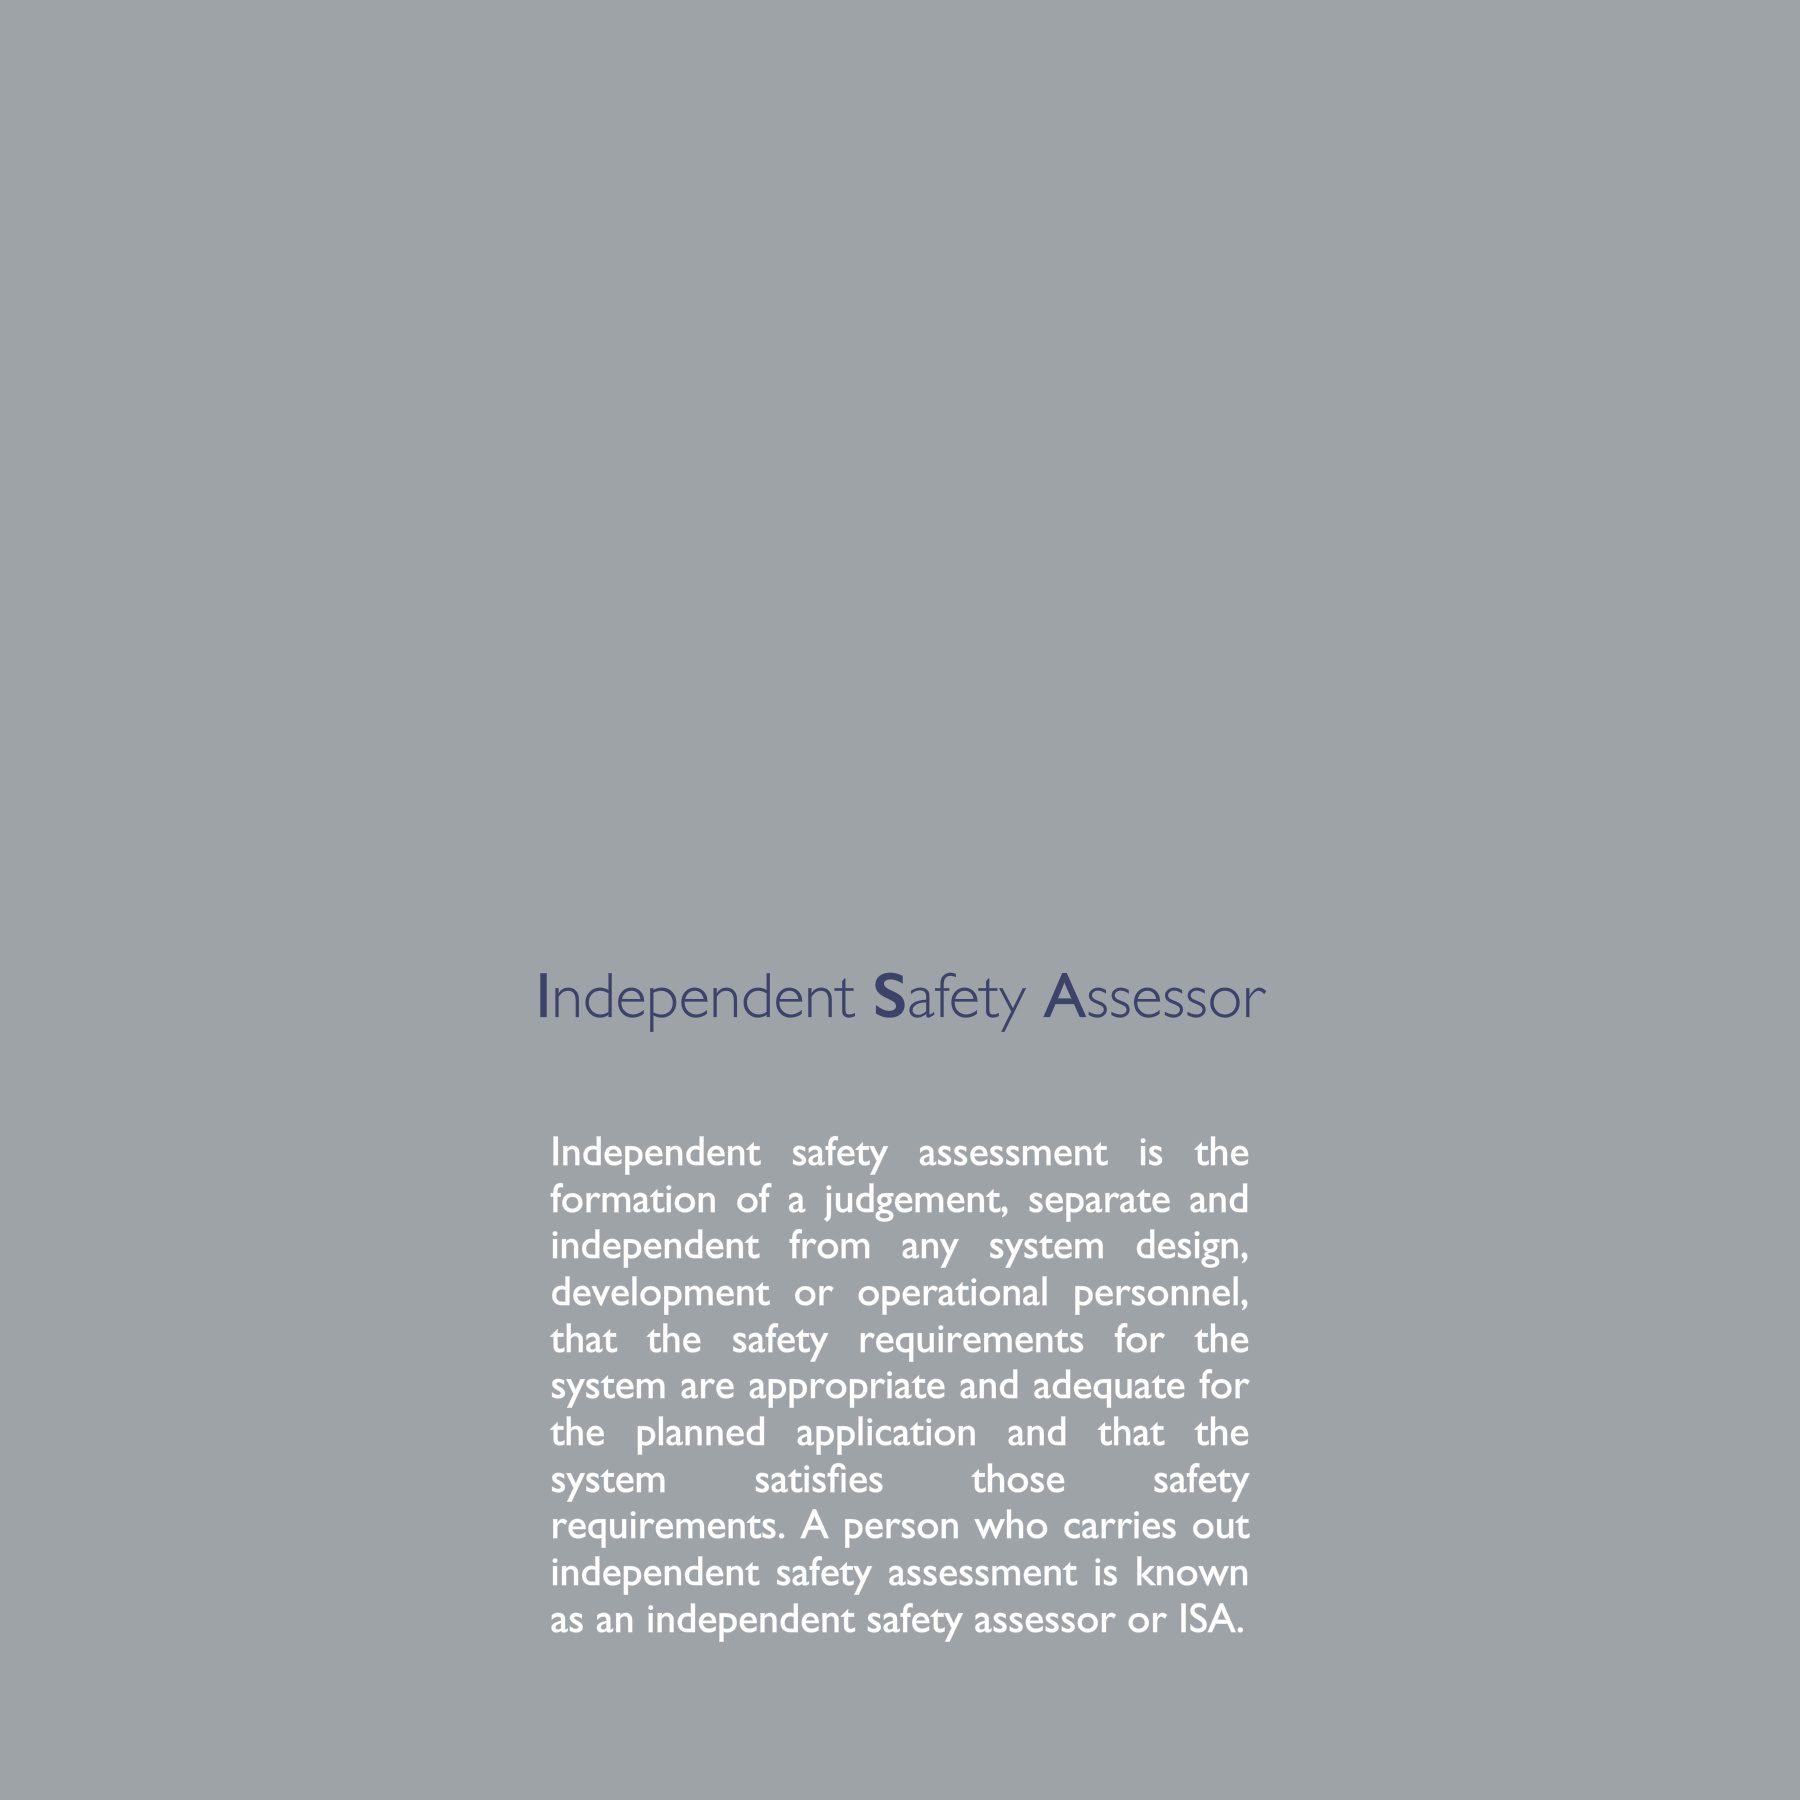 Independent Safety Assessor
Independent safety assessment is the
formation of a judgement, separate and
independent from any system design,
development or operational personnel,
that the safety requirements for the
system are appropriate and adequate for
the planned application and that the
system satisfies those safety
requirements. A person who carries out
independent safety assessment is known
as an independent safety assessor or ISA.